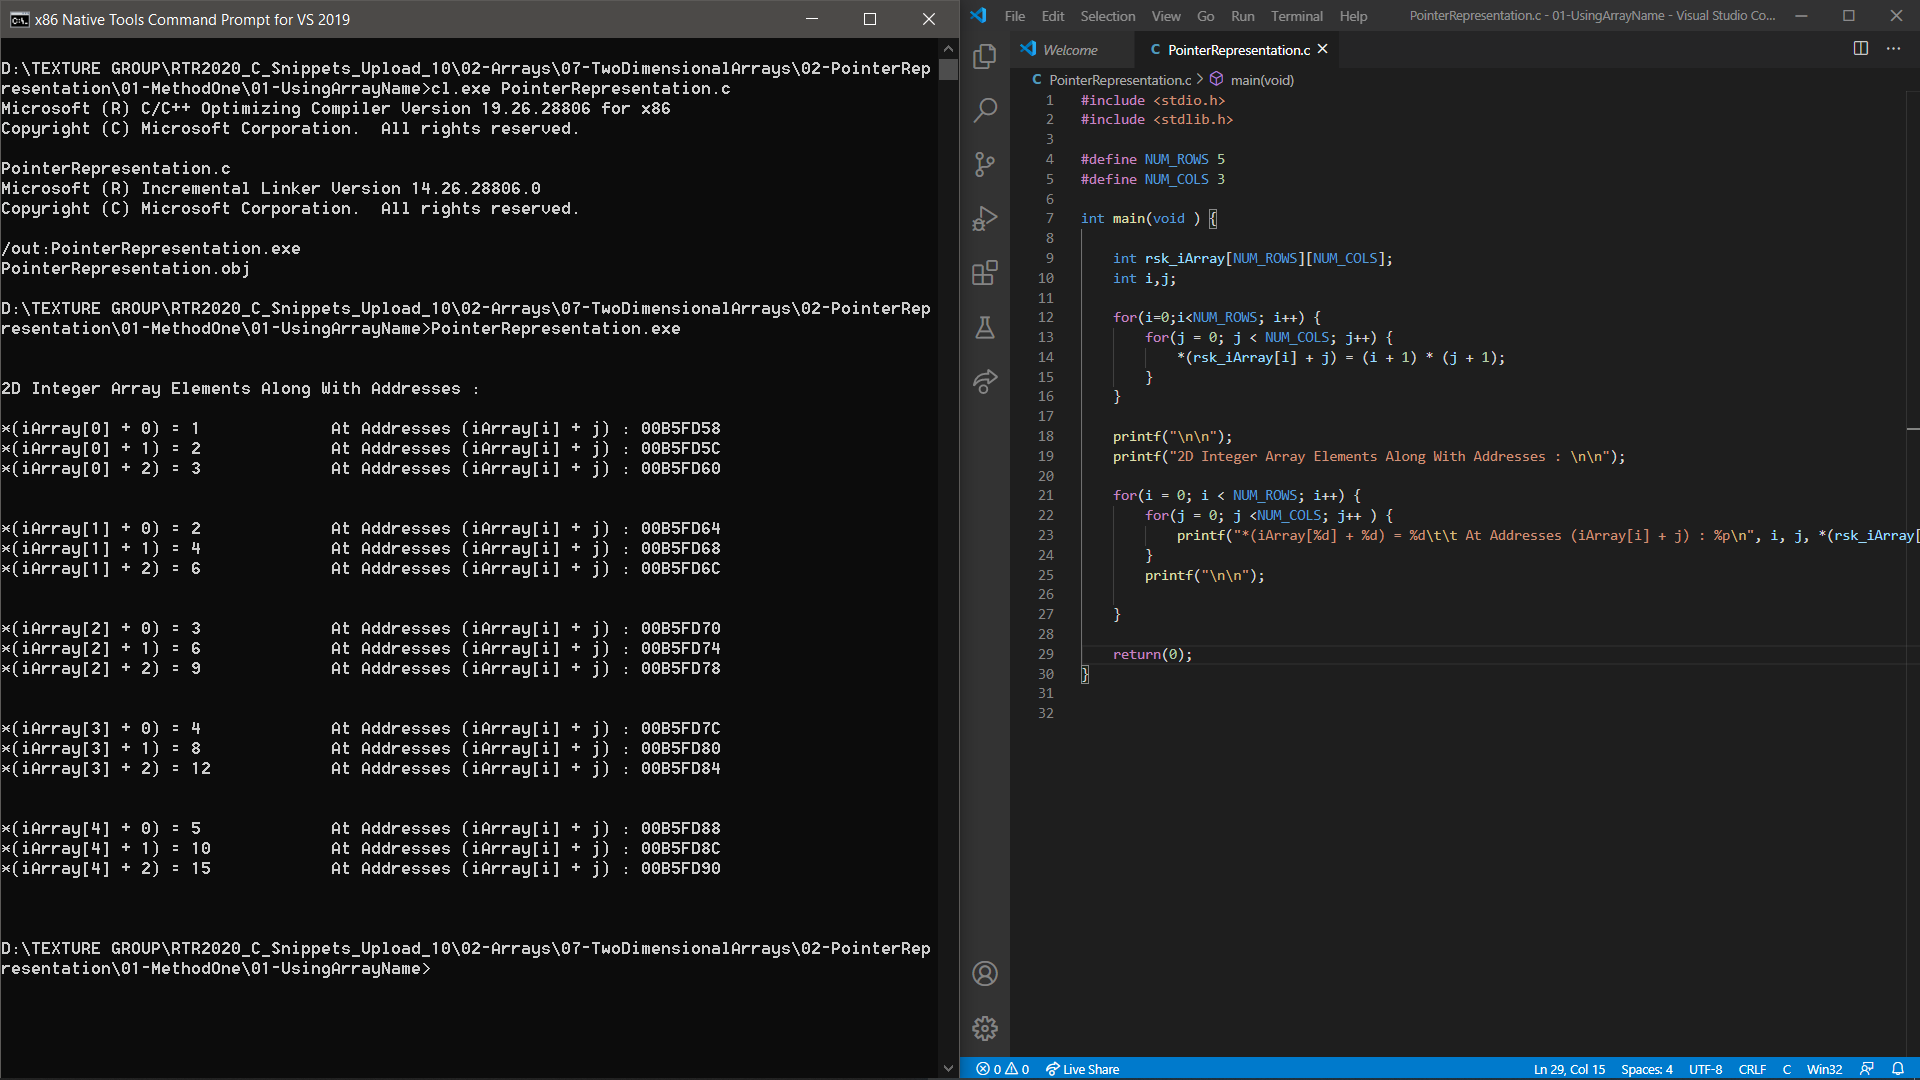 x86 Native Tools Command Prompt for VS 2019
D:\TEXTURE GROUP\RTR2020_C_Snippets_Upload_10\02-Arrays\07-TwoDimensionalArrays\02-PointerRep
resentation\01-MethodOne\01-UsingArrayName>cl.exe PointerRepresentation.c
Microsoft (R) C/C++ Optimizing Compiler Version 19.26.28806 for x86
Copyright (C) Microsoft Corporation.  All rights reserved.
PointerRepresentation.c
Microsoft (R) Incremental Linker Version 14.26.28806.0
Copyright (C) Microsoft Corporation.  All rights reserved.
/out:PointerRepresentation.exe
PointerRepresentation.obj
D:\TEXTURE GROUP\RTR2020_C_Snippets_Upload_10\02-Arrays\07-TwoDimensionalArrays\02-PointerRep
resentation\01-MethodOne\01-UsingArrayName>PointerRepresentation.exe
2D Integer Array Elements Along With Addresses :
*(iArray[0] + 0) = 1             At Addresses (iArray[i] + j) : 00B5FD58
*(iArray[0] + 1) = 2             At Addresses (iArray[i] + j) : 00B5FD5C
*(iArray[0] + 2) = 3             At Addresses (iArray[i] + j) : 00B5FD60
*(iArray[1] + 0) = 2             At Addresses (iArray[i] + j) : 00B5FD64
*(iArray[1] + 1) = 4             At Addresses (iArray[i] + j) : 00B5FD68
*(iArray[1] + 2) = 6             At Addresses (iArray[i] + j) : 00B5FD6C
*(iArray[2] + 0) = 3             At Addresses (iArray[i] + j) : 00B5FD70
*(iArray[2] + 1) = 6             At Addresses (iArray[i] + j) : 00B5FD74
*(iArray[2] + 2) = 9             At Addresses (iArray[i] + j) : 00B5FD78
*(iArray[3] + 0) = 4             At Addresses (iArray[i] + j) : 00B5FD7C
*(iArray[3] + 1) = 8             At Addresses (iArray[i] + j) : 00B5FD80
*(iArray[3] + 2) = 12            At Addresses (iArray[i] + j) : 00B5FD84
*(iArray[4] + 0) = 5             At Addresses (iArray[i] + j) : 00B5FD88
*(iArray[4] + 1) = 10            At Addresses (iArray[i] + j) : 00B5FD8C
*(iArray[4] + 2) = 15            At Addresses (iArray[i] + j) : 00B5FD90
D:\TEXTURE GROUP\RTR2020_C_Snippets_Upload_10\02-Arrays\07-TwoDimensionalArrays\02-PointerRep
resentation\01-MethodOne\01-UsingArrayName>
File Edit Selection View Go Run Terminal Help PointerRepresentation.c - 01-UsingArrayName - Visual Studio Co...
Welcome C PointerRepresentation.c
C PointerRepresentation.c > main(void)
1 #include <stdio.h>
2 #include <stdlib.h>
3
4 #define NUM_ROWS 5
5 #define NUM_COLS 3
6
7 int main(void ) {
8
9     int rsk_iArray[NUM_ROWS][NUM_COLS];
10     int i,j;
11
12     for(i=0;i<NUM_ROWS; i++) {
13         for(j = 0; j < NUM_COLS; j++) {
14             *(rsk_iArray[i] + j) = (i + 1) * (j + 1);
15         }
16     }
17
18     printf("\n\n");
19     printf("2D Integer Array Elements Along With Addresses : \n\n");
20
21     for(i = 0; i < NUM_ROWS; i++) {
22         for(j = 0; j <NUM_COLS; j++ ) {
23             printf("*(iArray[%d] + %d) = %d\t\t At Addresses (iArray[i] + j) : %p\n", i, j, *(rsk_iArray[
24         }
25         printf("\n\n");
26
27     }
28
29     return(0);
30 }
31
32
0 0 Live Share Ln 29, Col 15 Spaces: 4 UTF-8 CRLF C Win32